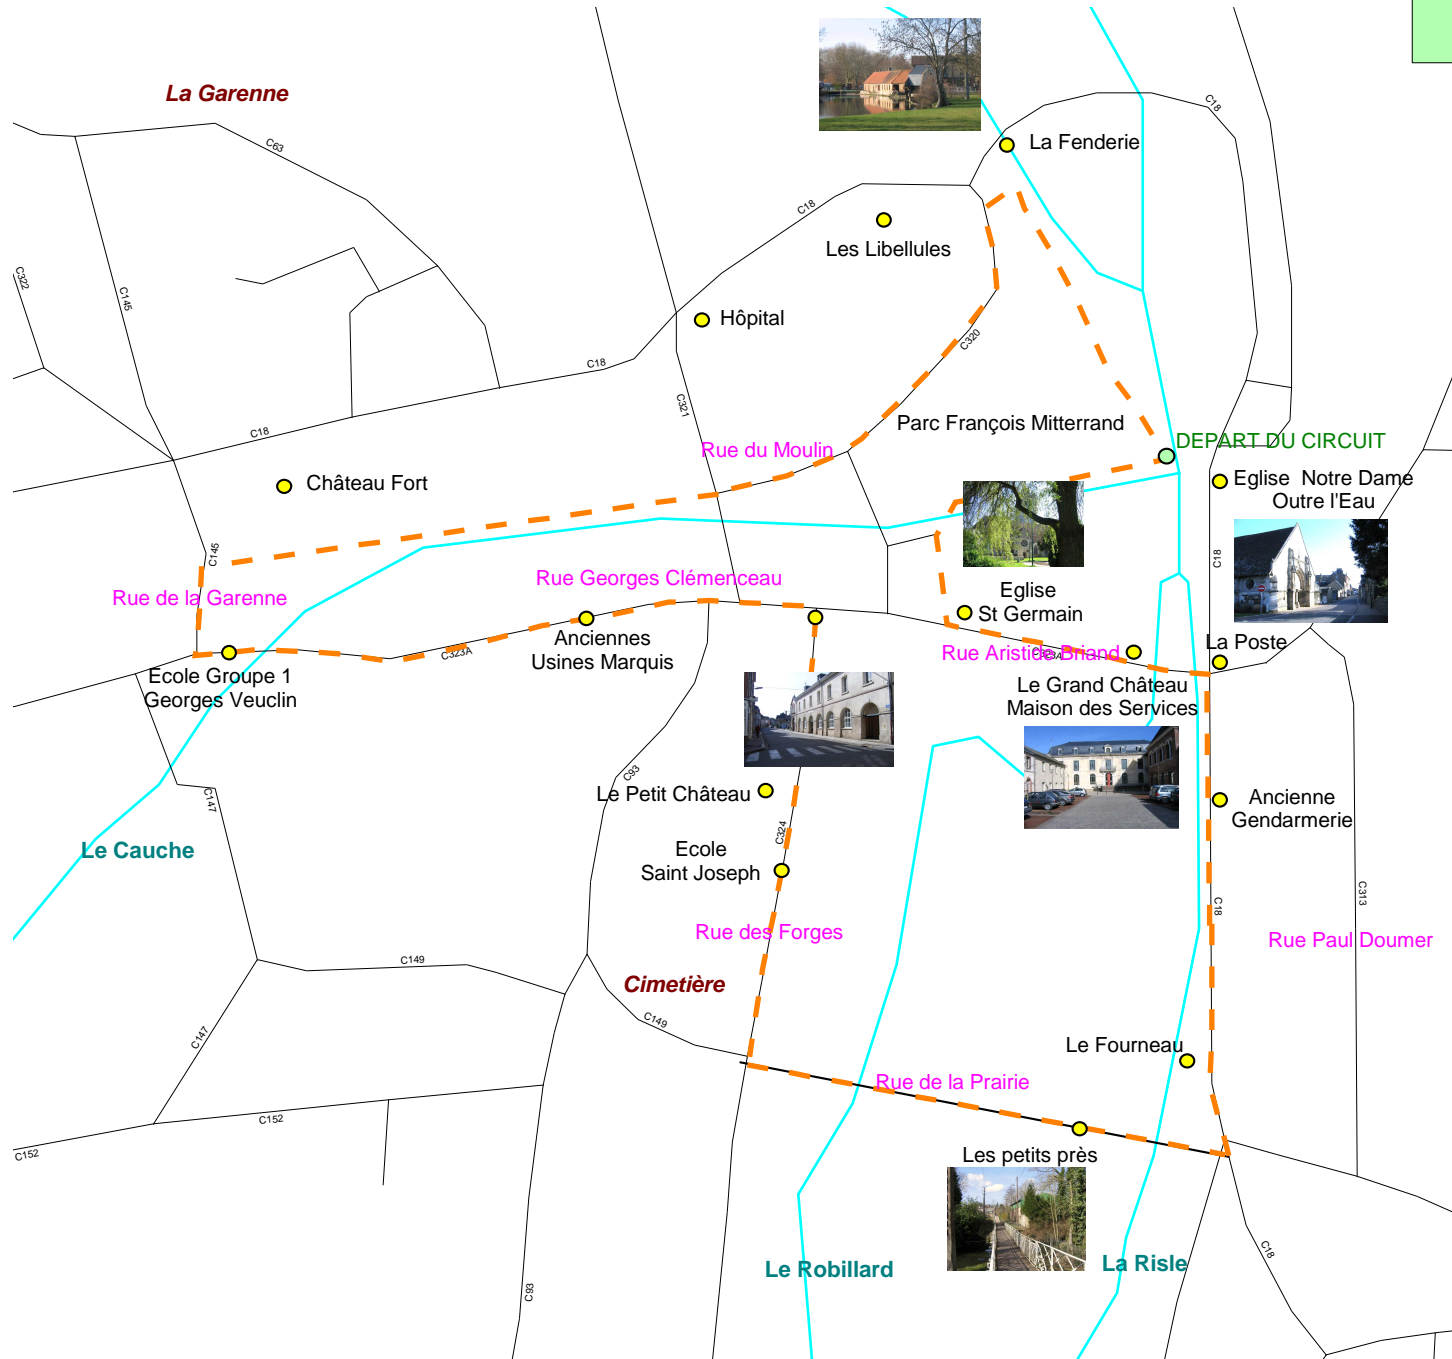 La Garenne
C63
C18
La Fenderie
C18
Les Libellules
C322
C145
Hôpital
C320
C18
C321
Parc François Mitterrand
C18
DEPART DU CIRCUIT
Rue du Moulin
Château Fort
Eglise Notre Dame
Outre l'Eau
C145
C18
Rue Georges Clémenceau
Rue de la Garenne
Eglise
St Germain
Anciennes
Usines Marquis
La Poste
C323A
Rue Aristide Briand
Ecole Groupe 1
Georges Veuclin
Le Grand Château
Maison des Services
C93
C147
Le Petit Château
Ancienne
Gendarmerie
C324
Le Cauche
Ecole
Saint Joseph
C313
C18
Rue des Forges
Rue Paul Doumer
C149
Cimetière
C149
C147
Le Fourneau
Rue de la Prairie
C152
C152
Les petits près
C18
Le Robillard
La Risle
C93